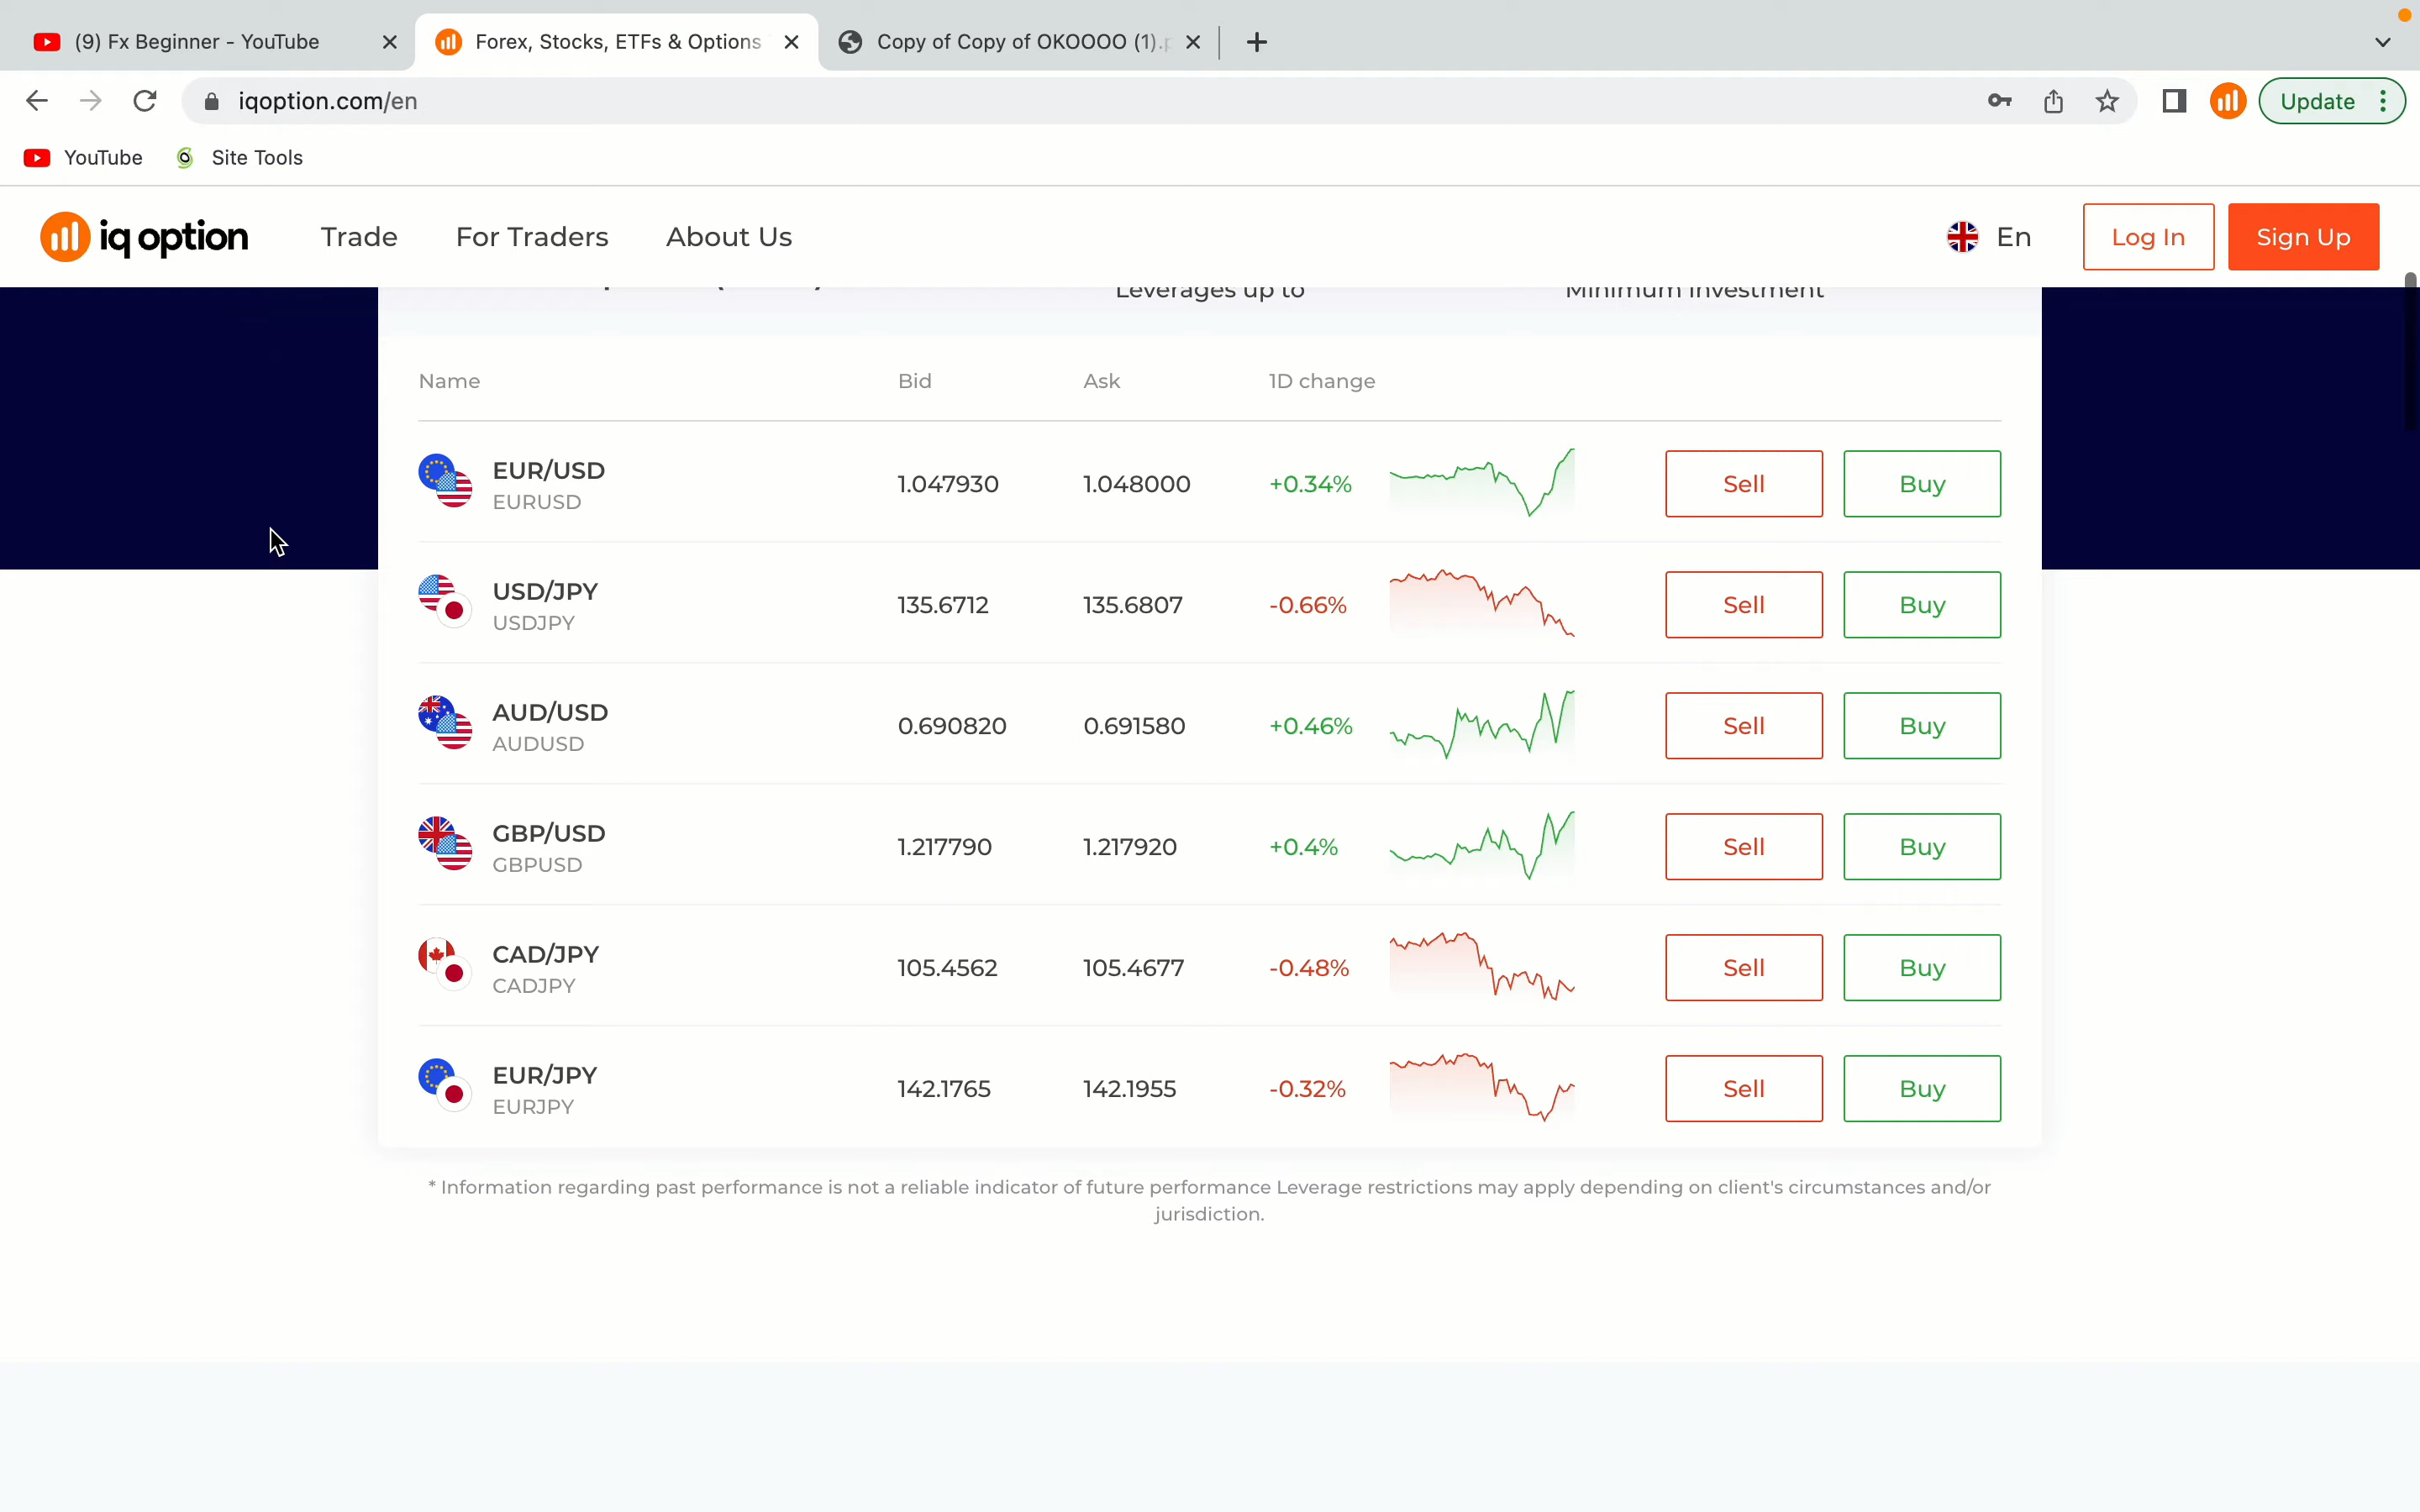 (9) Fx Beginner - YouTube
Forex, Stocks, ETFs & Options
Copy of Copy of OKOOOO (1).p
iqoption.com/en
Update
YouTube
Site Tools
iq option
Trade
For Traders
About Us
En
Log In
Sign Up
Leverages up to
Minimum Investment
Name Bid Ask 1D change
EUR/USD
EURUSD
1.047930 1.048000 +0.34% Sell Buy
USD/JPY
USDJPY
135.6712 135.6807 -0.66% Sell Buy
AUD/USD
AUDUSD
0.690820 0.691580 +0.46% Sell Buy
GBP/USD
GBPUSD
1.217790 1.217920 +0.4% Sell Buy
CAD/JPY
CADJPY
105.4562 105.4677 -0.48% Sell Buy
EUR/JPY
EURJPY
142.1765 142.1955 -0.32% Sell Buy
* Information regarding past performance is not a reliable indicator of future performance Leverage restrictions may apply depending on client's circumstances and/or
jurisdiction.